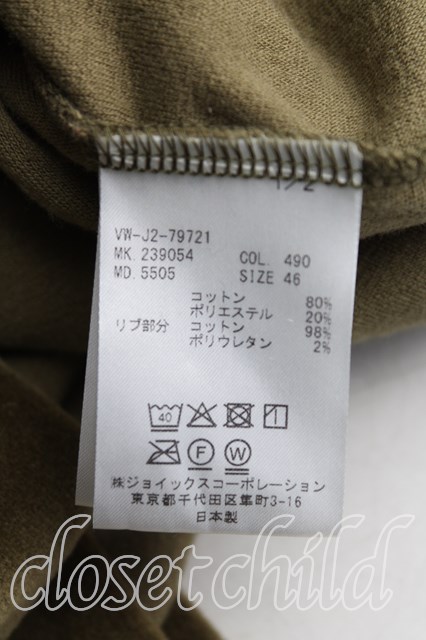 1/2
VW-J2-79721
MK. 239054 COL. 490
MD. 5505 SIZE 46
コットン 80%
ポリエステル 20%
リブ部分 コットン 98%
ポリウレタン 2%
40
F W
㈱ジョイックスコーポレーション
東京都千代田区隼町3-16
日本製
closet child